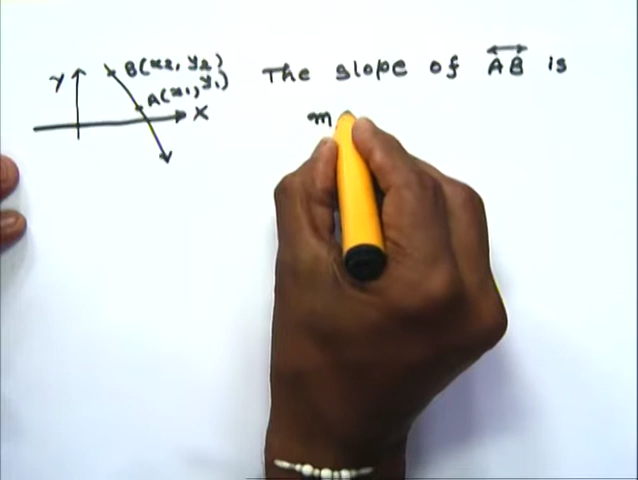 Y
B(x2, y2)
A(x1, y1)
X
The slope of AB is
m